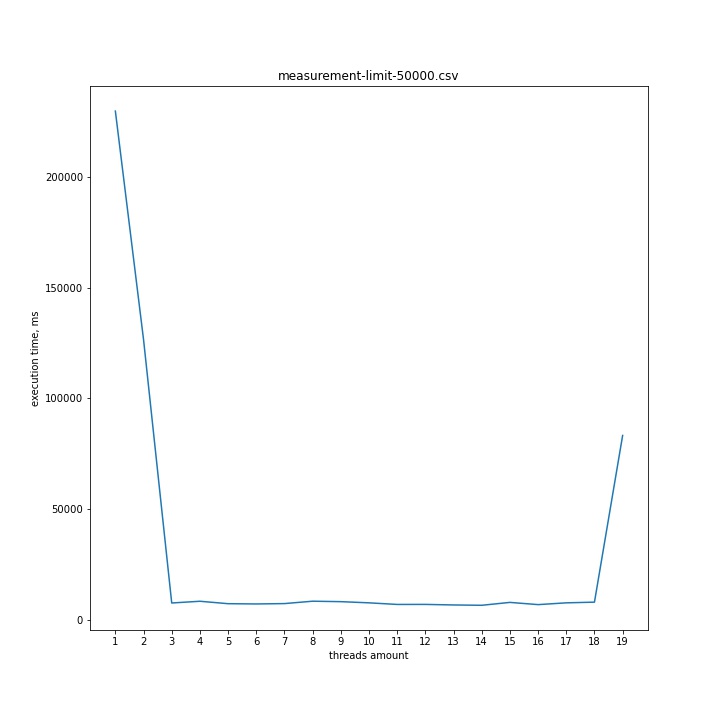 measurement-limit-50000.csv
200000
150000
100000
50000
0
execution time, ms
1 2 3 4 5 6 7 8 9 10 11 12 13 14 15 16 17 18 19
threads amount